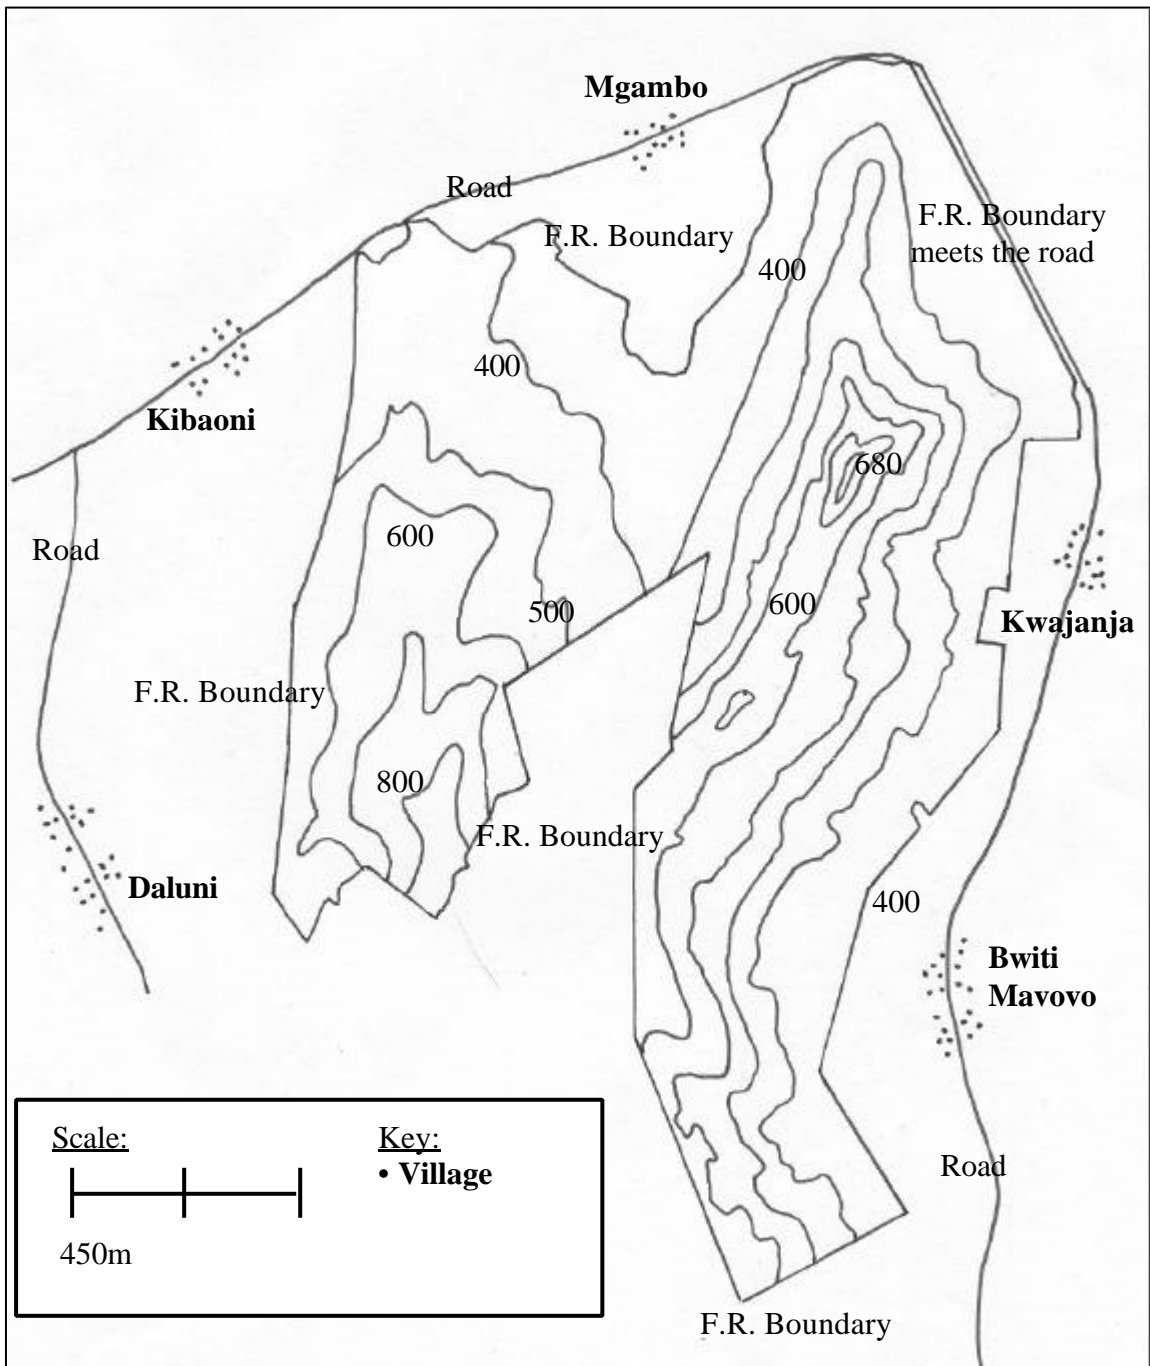 Mgambo
Road
F.R. Boundary
F.R. Boundary
meets the road
400
400
Kibaoni
680
600
Road
600
500
Kwajanja
F.R. Boundary
800
F.R. Boundary
Daluni
400
Bwiti
Mavovo
Scale:
Key:
• Village
450m
Road
F.R. Boundary